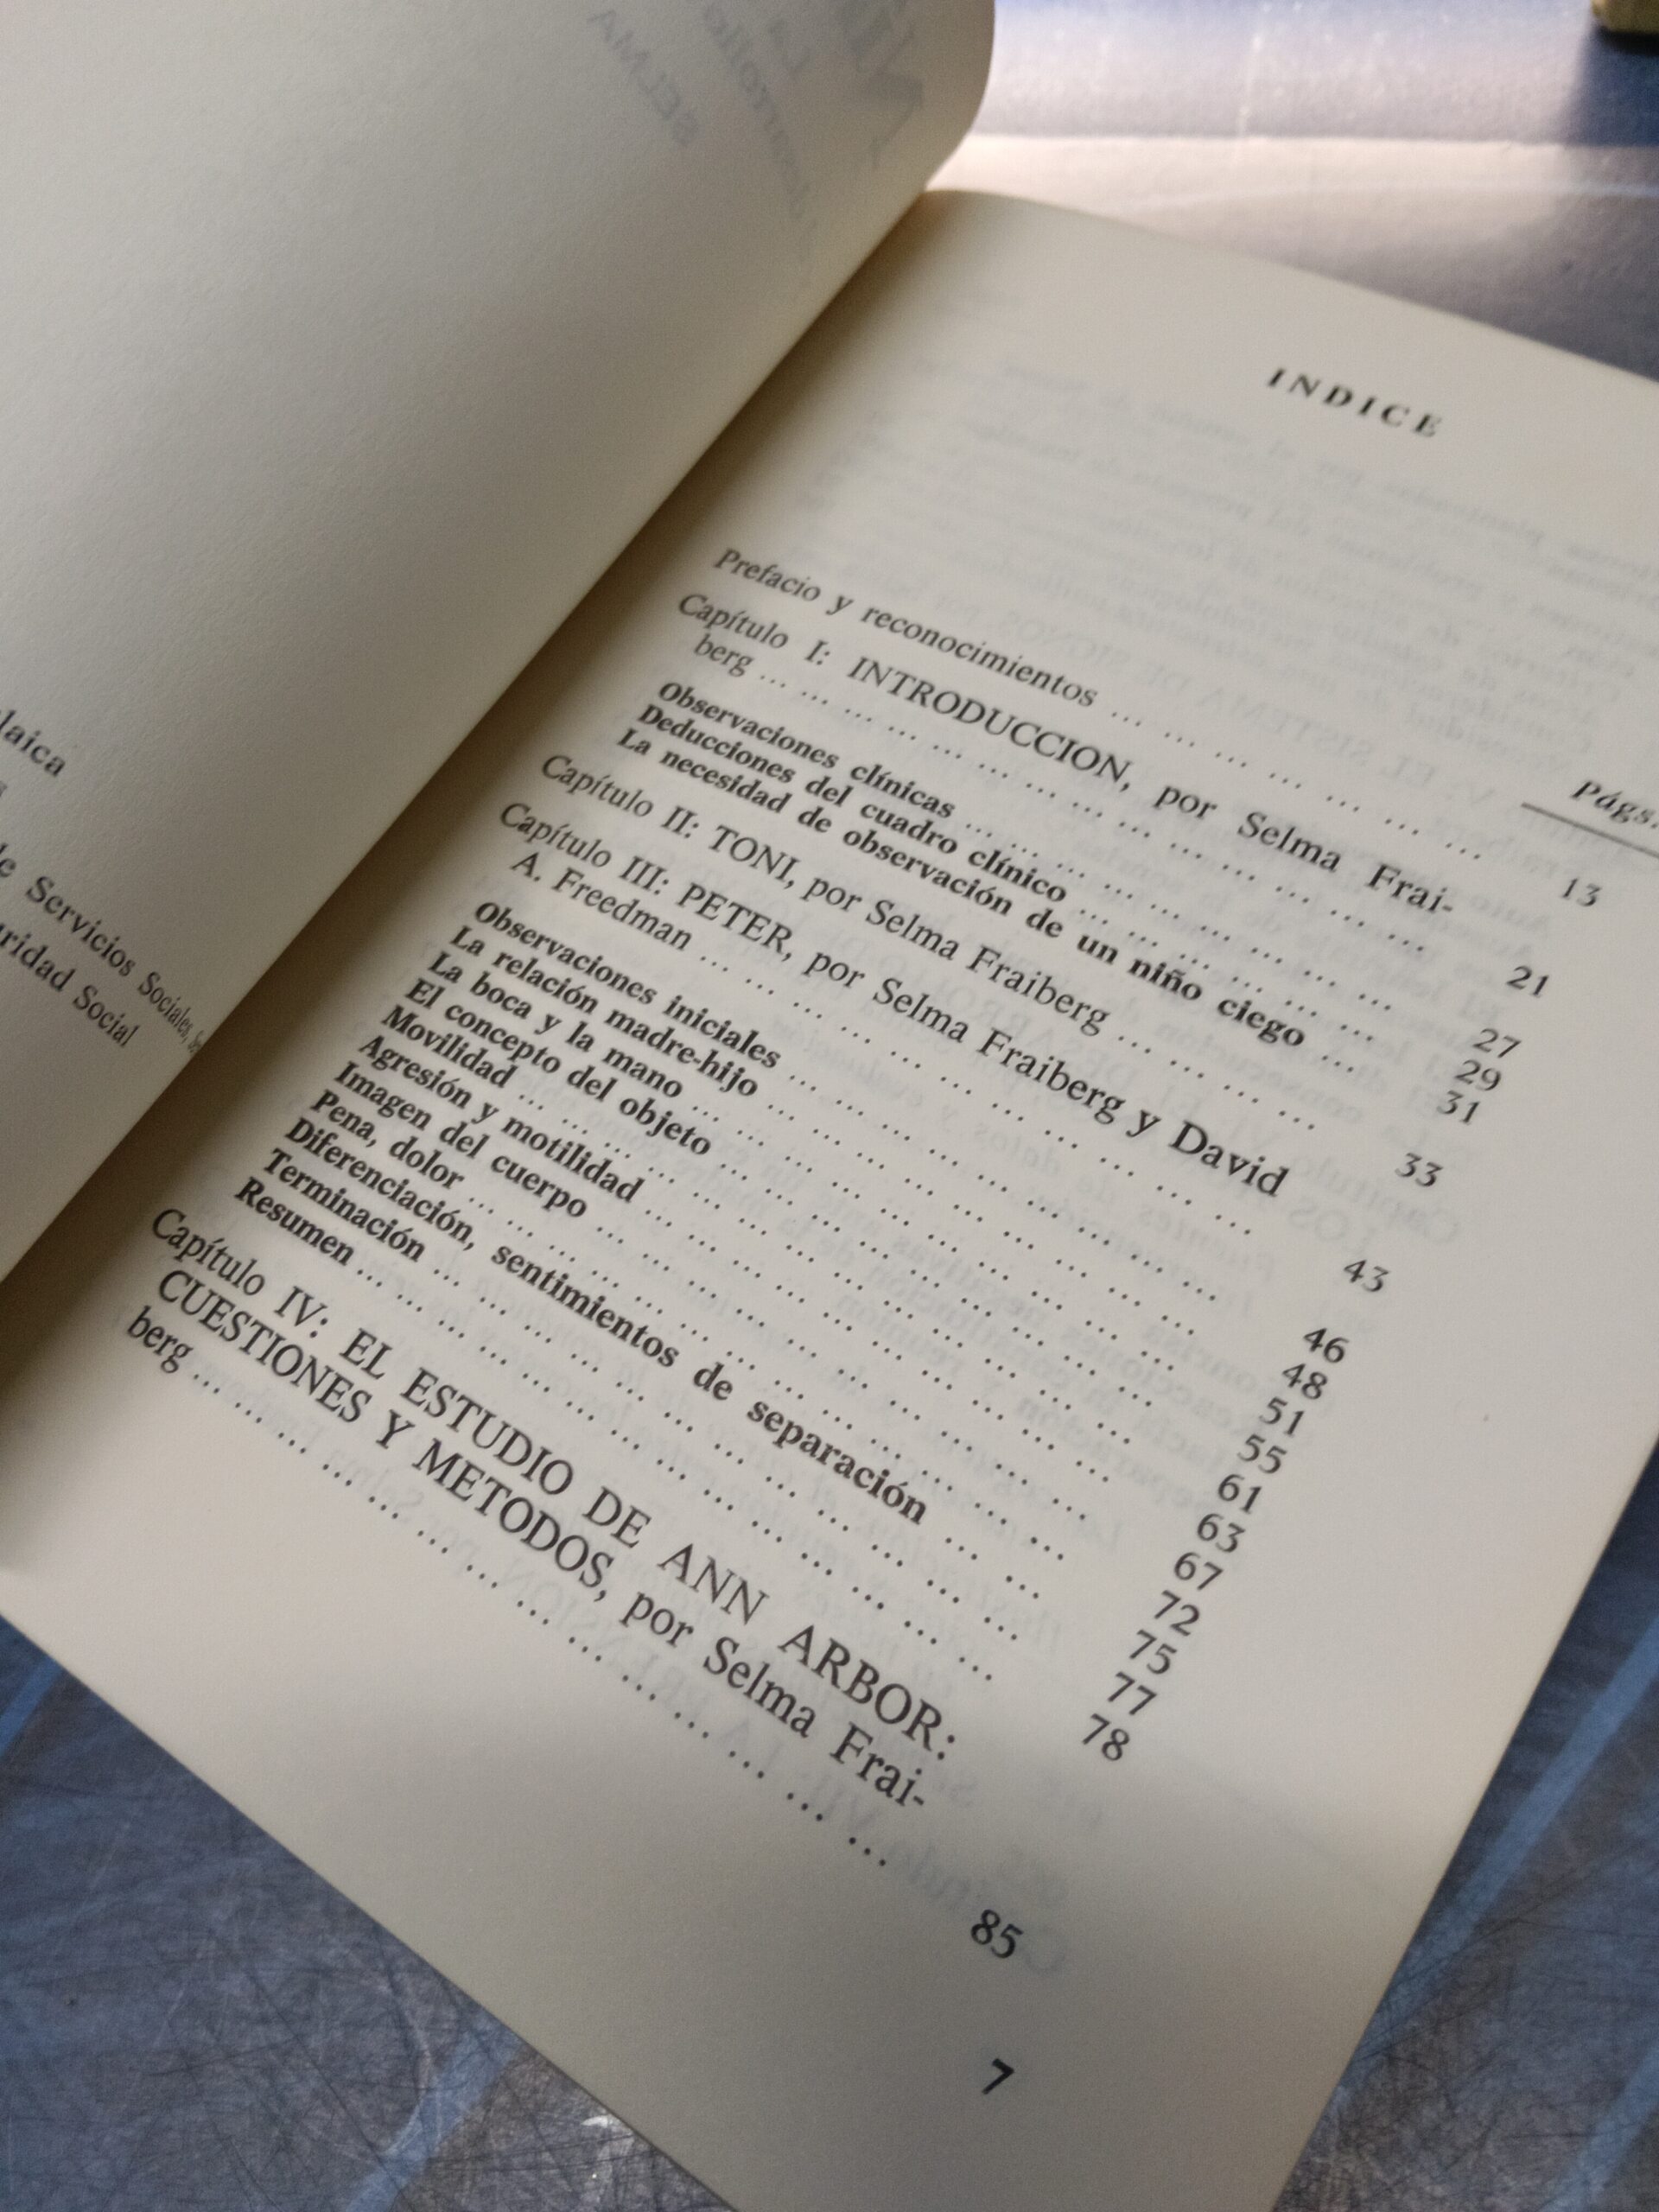 laica
de Servicios Sociales,
uridad Social
INDICE
Págs.
Prefacio y reconocimientos ... ... ... ... ... ... ... ... 13
Capítulo I: INTRODUCCION, por Selma Frai-
berg ... ... ... ... ... ... ... ... ... ... ... ... ... ... ... 21
Observaciones clínicas ... ... ... ... ... ... ... ... ... 27
Deducciones del cuadro clínico ... ... ... ... ... ... 29
La necesidad de observación de un niño ciego ... 31
Capítulo II: TONI, por Selma Fraiberg ... ... ... ... 33
Capítulo III: PETER, por Selma Fraiberg y David
A. Freedman ... ... ... ... ... ... ... ... ... ... ... 43
Observaciones iniciales ... ... ... ... ... ... ... ... ... 46
La relación madre-hijo ... ... ... ... ... ... ... ... ... 48
La boca y la mano ... ... ... ... ... ... ... ... ... ... 51
El concepto del objeto ... ... ... ... ... ... ... ... ... 55
Movilidad ... ... ... ... ... ... ... ... ... ... ... ... ... 61
Agresión y motilidad ... ... ... ... ... ... ... ... ... ... 63
Imagen del cuerpo ... ... ... ... ... ... ... ... ... ... 67
Pena, dolor ... ... ... ... ... ... ... ... ... ... ... ... ... 72
Diferenciación, sentimientos de separación ... ... ... 75
Terminación ... ... ... ... ... ... ... ... ... ... ... ... 77
Resumen ... ... ... ... ... ... ... ... ... ... ... ... ... 78
Capítulo IV: EL ESTUDIO DE ANN ARBOR:
CUESTIONES Y METODOS, por Selma Frai-
berg ... ... ... ... ... ... ... ... ... ... ... ... ... ... 85
7